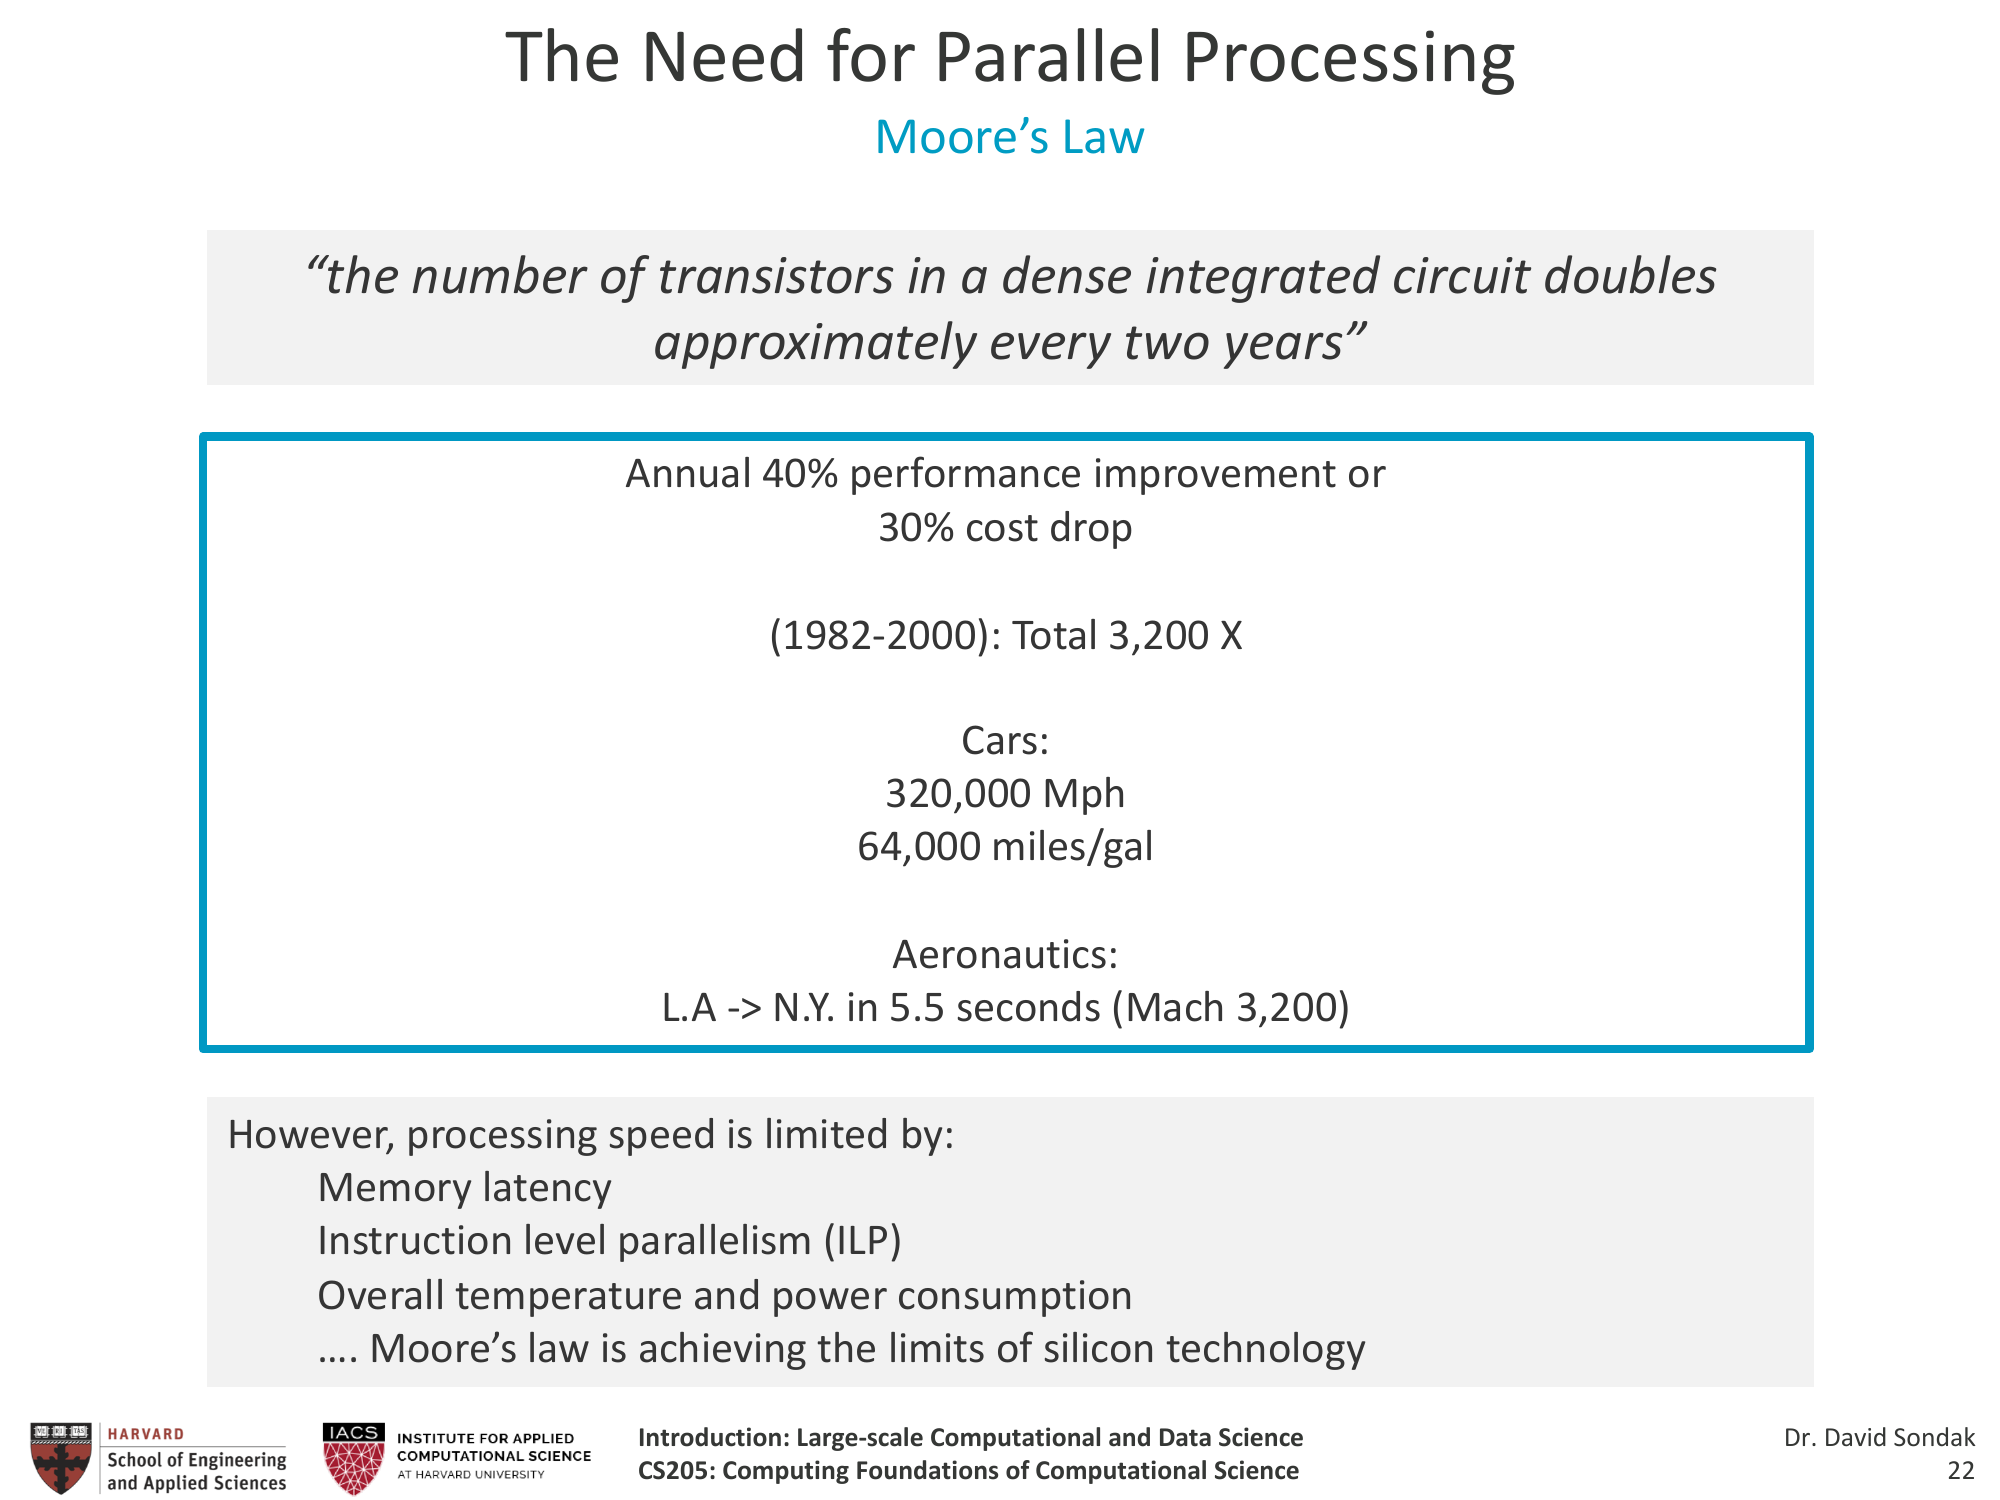 The Need for Parallel Processing
Moore’s Law
“the number of transistors in a dense integrated circuit doubles
approximately every two years”
Annual 40% performance improvement or
30% cost drop
(1982-2000): Total 3,200 X
Cars:
320,000 Mph
64,000 miles/gal
Aeronautics:
L.A -> N.Y. in 5.5 seconds (Mach 3,200)
However, processing speed is limited by:
Memory latency
Instruction level parallelism (ILP)
Overall temperature and power consumption
…. Moore’s law is achieving the limits of silicon technology
HARVARD
School of Engineering
and Applied Sciences
IACS
INSTITUTE FOR APPLIED
COMPUTATIONAL SCIENCE
AT HARVARD UNIVERSITY
Introduction: Large-scale Computational and Data Science
CS205: Computing Foundations of Computational Science
Dr. David Sondak
22